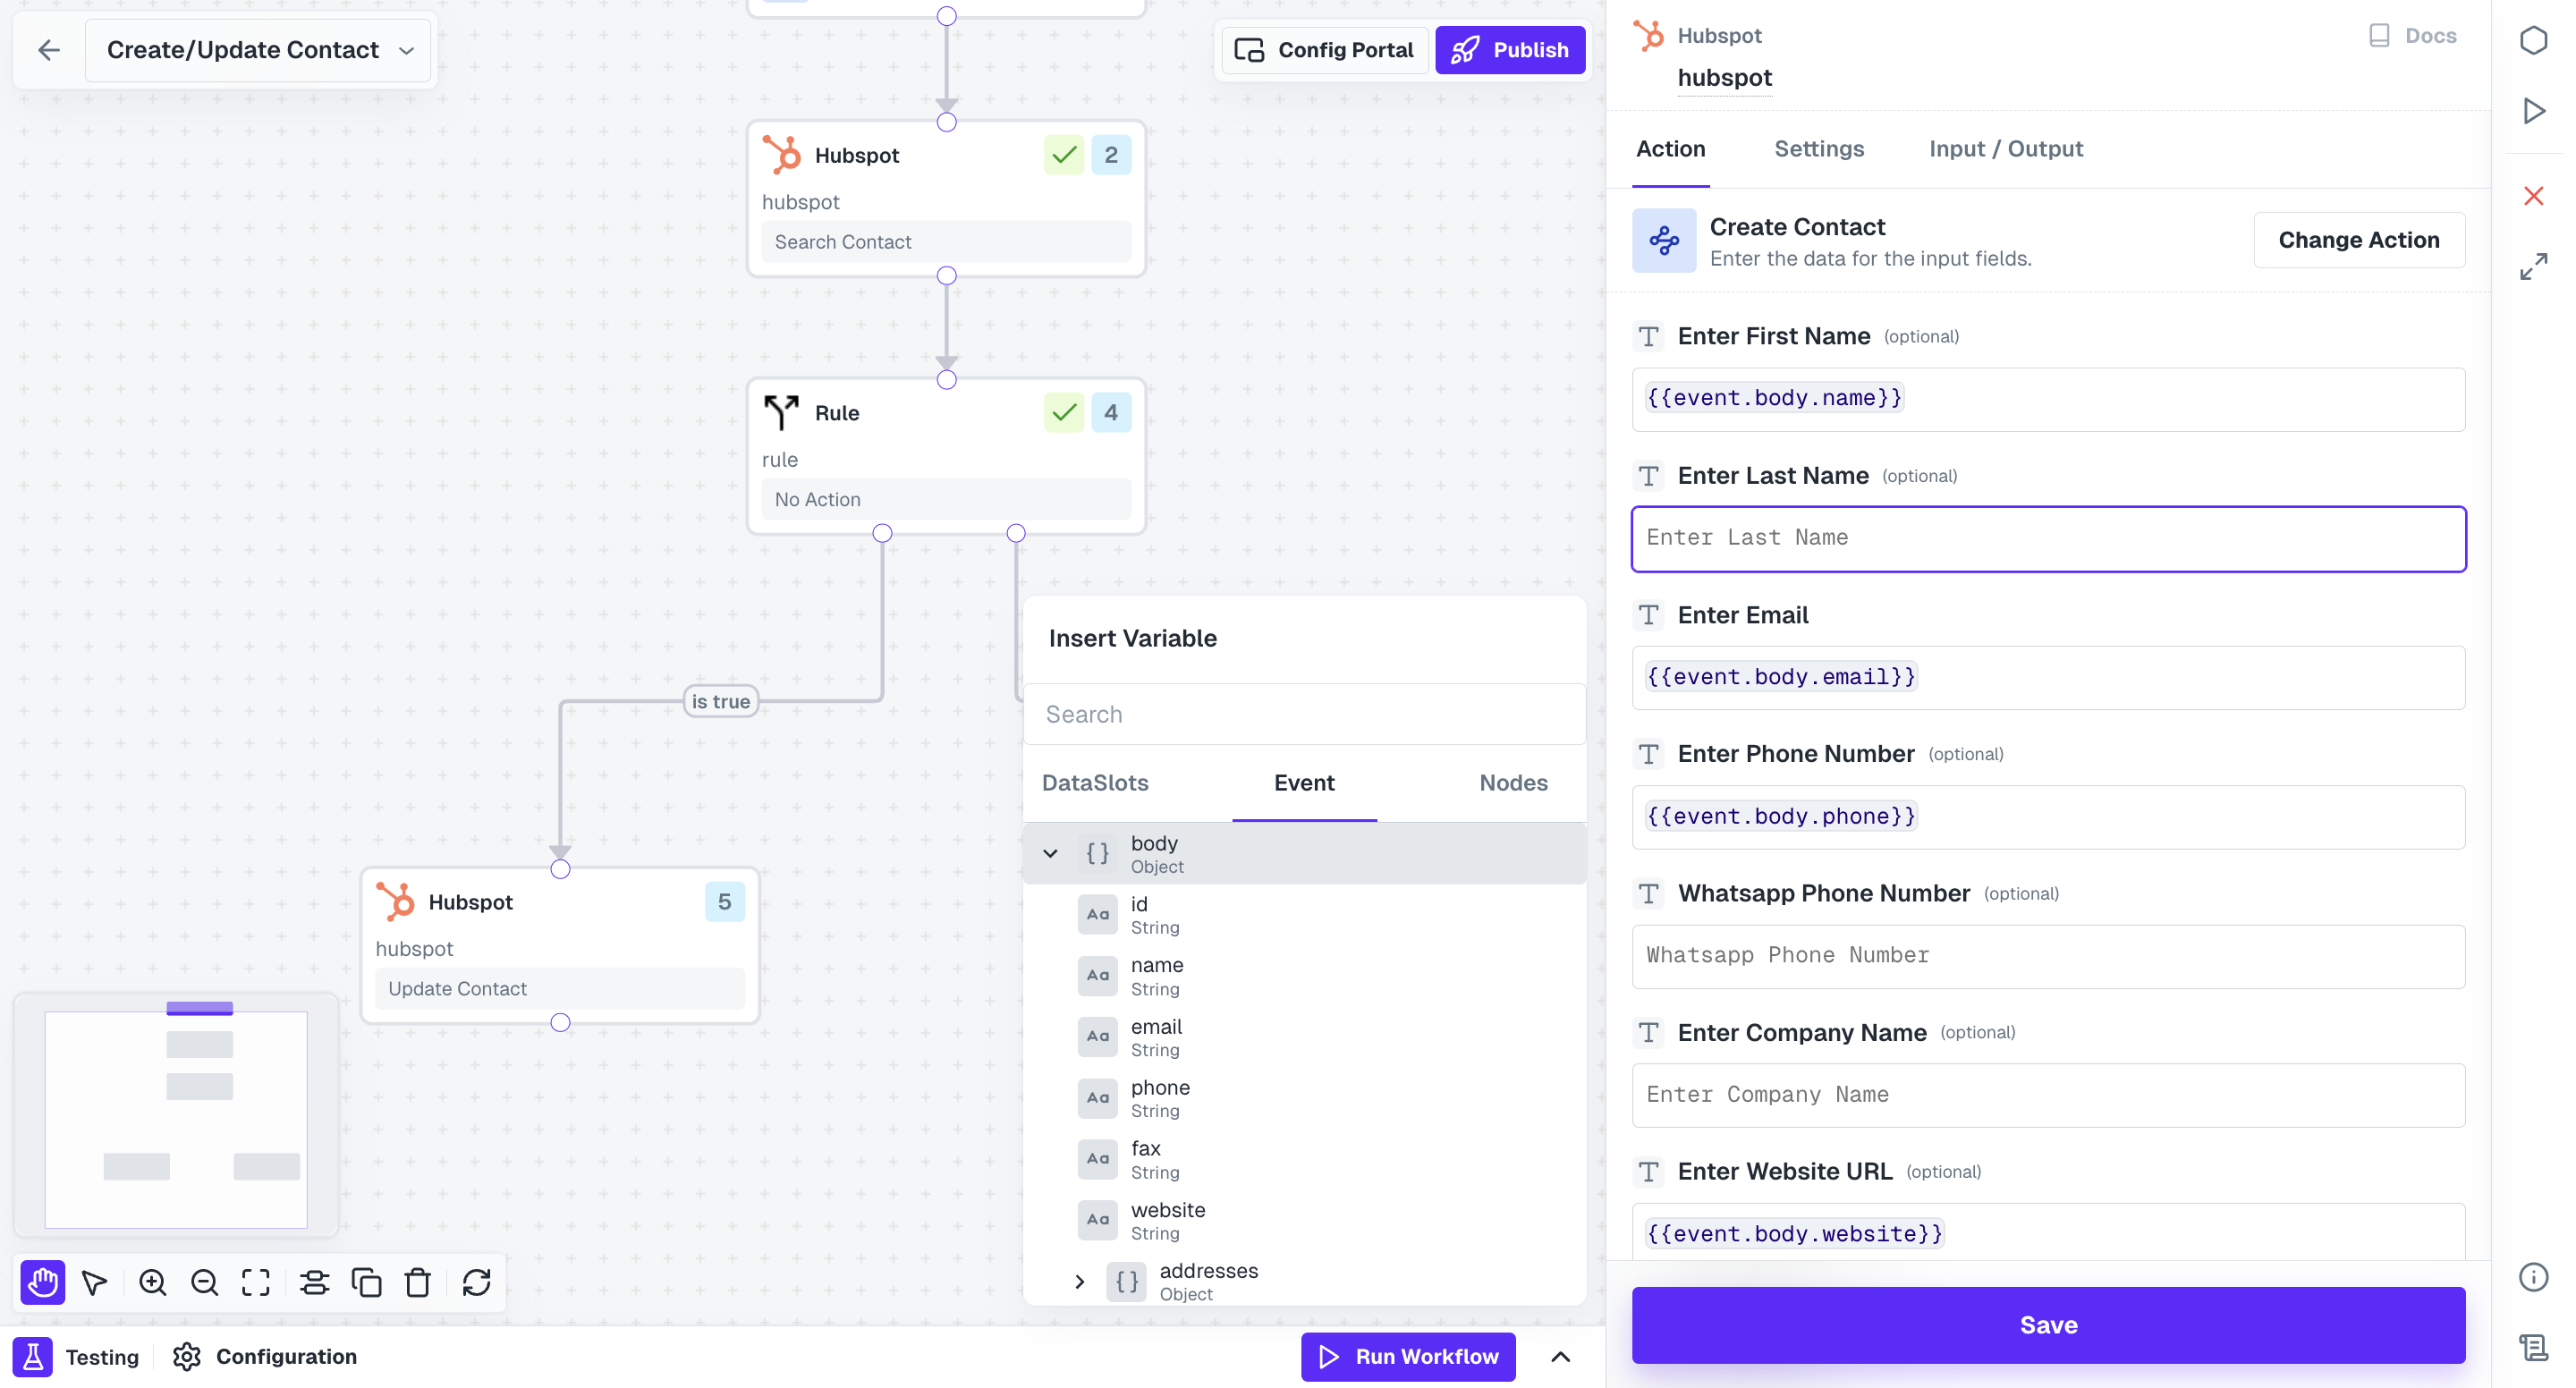 Create/Update Contact
Config Portal
Publish
Hubspot
2
hubspot
Search Contact
Rule
4
rule
No Action
is true
Hubspot
5
hubspot
Update Contact
Insert Variable
Search
DataSlots
Event
Nodes
{ }
body
Object
Aa
id
String
Aa
name
String
Aa
email
String
Aa
phone
String
Aa
fax
String
Aa
website
String
{ }
addresses
Object
Testing
Configuration
Run Workflow
Hubspot
Docs
hubspot
Action
Settings
Input / Output
Create Contact
Enter the data for the input fields.
Change Action
Enter First Name (optional)
{{event.body.name}}
Enter Last Name (optional)
Enter Last Name
Enter Email
{{event.body.email}}
Enter Phone Number (optional)
{{event.body.phone}}
Whatsapp Phone Number (optional)
Whatsapp Phone Number
Enter Company Name (optional)
Enter Company Name
Enter Website URL (optional)
{{event.body.website}}
Save